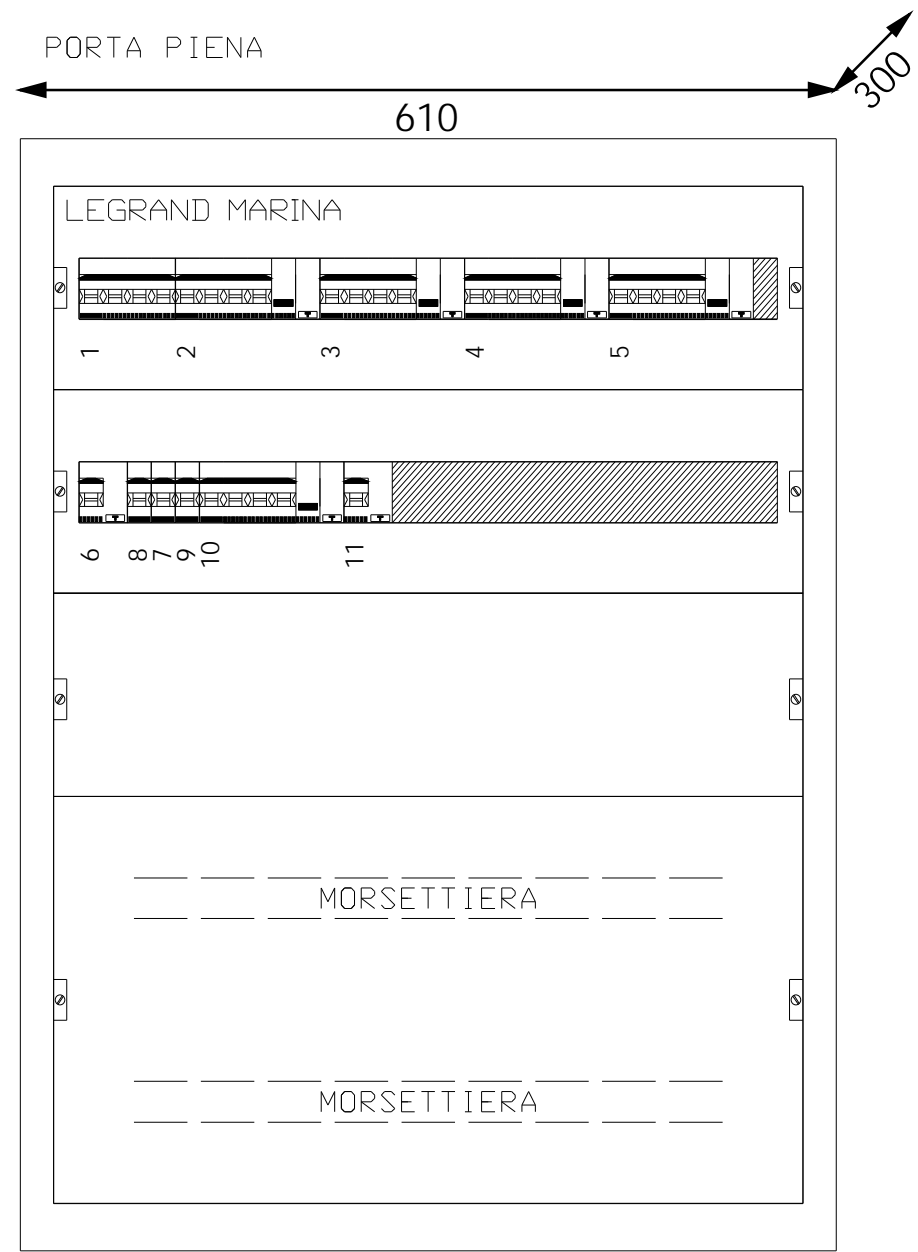 PORTA PIENA
300
610
LEGRAND MARINA
1 2 3 4 5
6 8 7 9 10 11
MORSETTIERA
MORSETTIERA